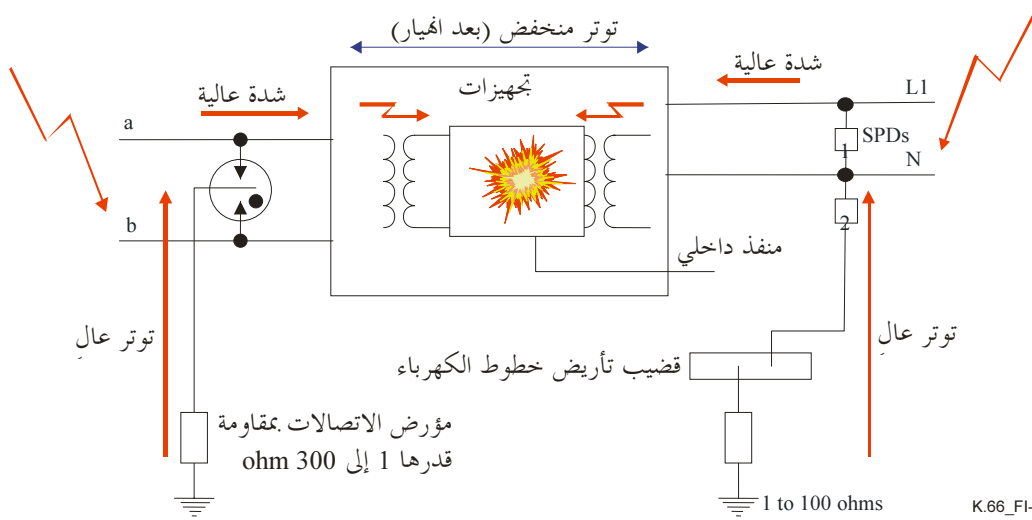 توتر منخفض (بعد انهيار)
شدة عالية
L1
شدة عالية
تجهيزات
a
SPDs
1
N
b
2
منفذ داخلي
توتر عالٍ
توتر عالٍ
قضيب تأريض خطوط الكهرباء
مؤرض الاتصالات بمقاومة
قدرها 1 إلى 300 ohm
1 to 100 ohms
K.66_FI-